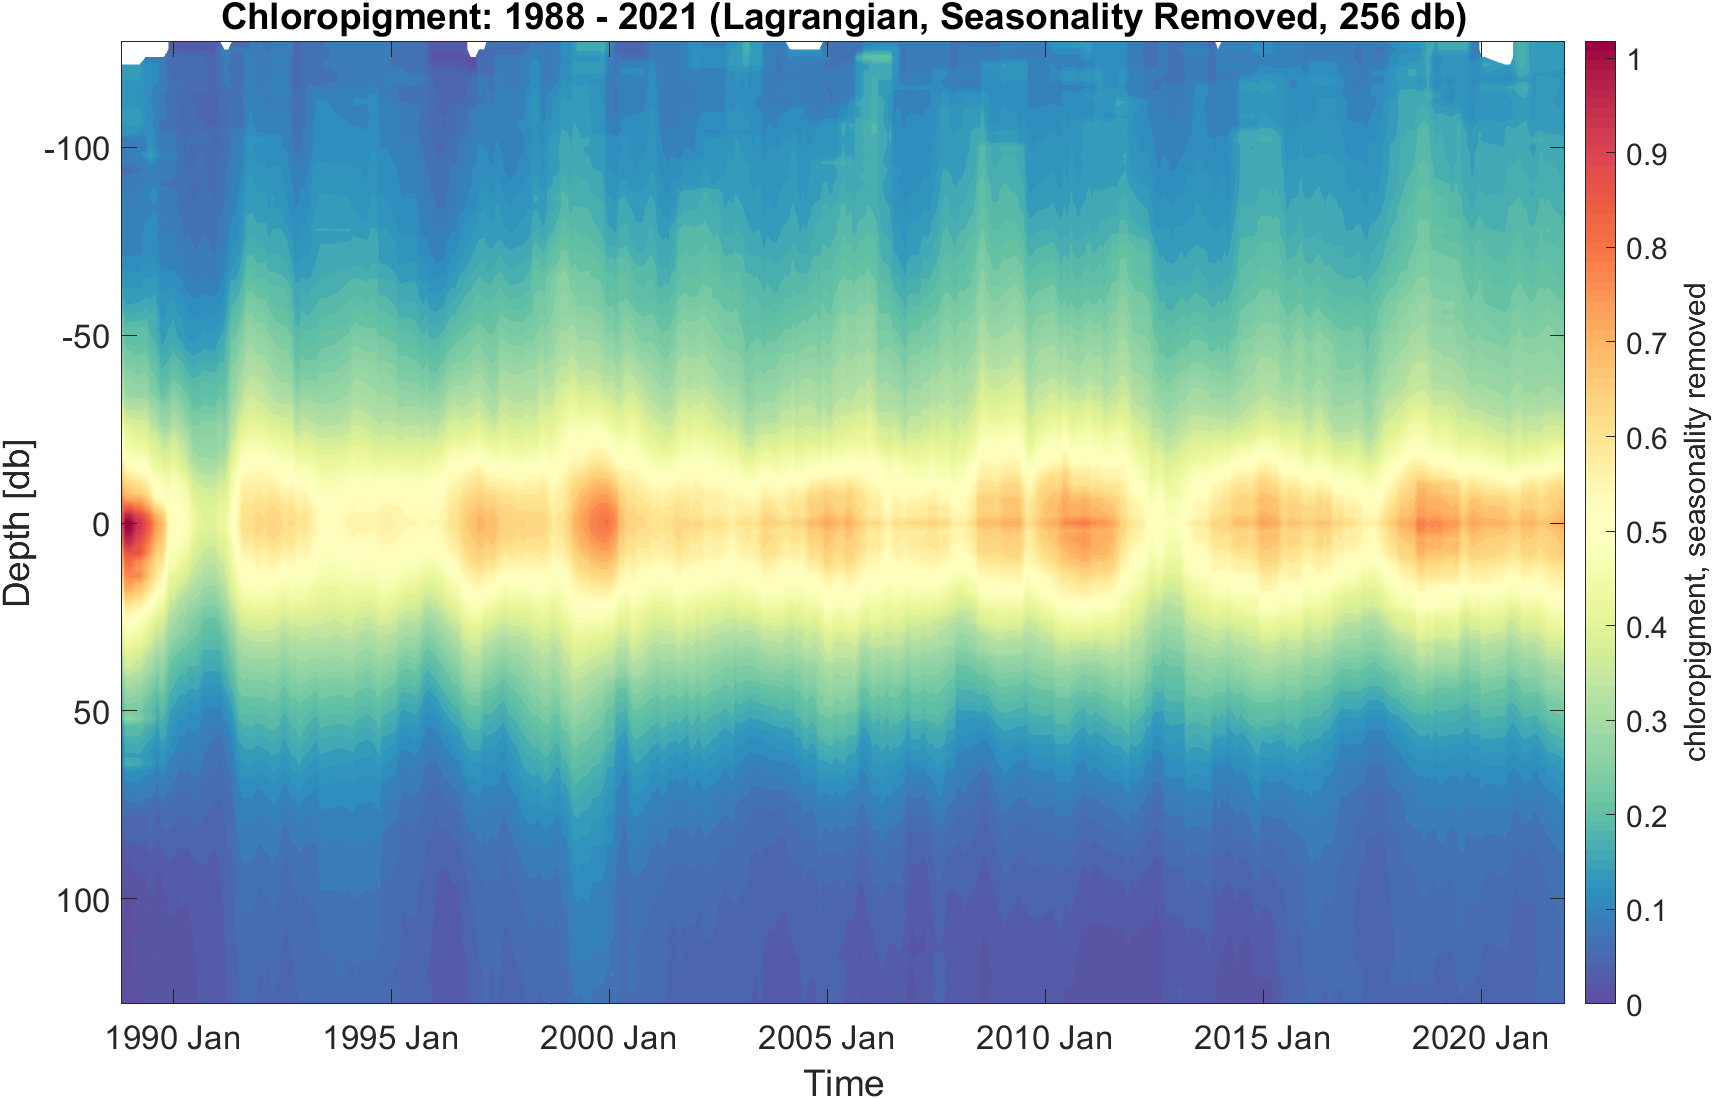 Chloropigment: 1988 - 2021 (Lagrangian, Seasonality Removed, 256 db)
-100
-50
0
50
100
Depth [db]
1990 Jan
1995 Jan
2000 Jan
2005 Jan
2010 Jan
2015 Jan
2020 Jan
Time
1
0.9
0.8
0.7
0.6
0.5
0.4
0.3
0.2
0.1
0
chloropigment, seasonality removed